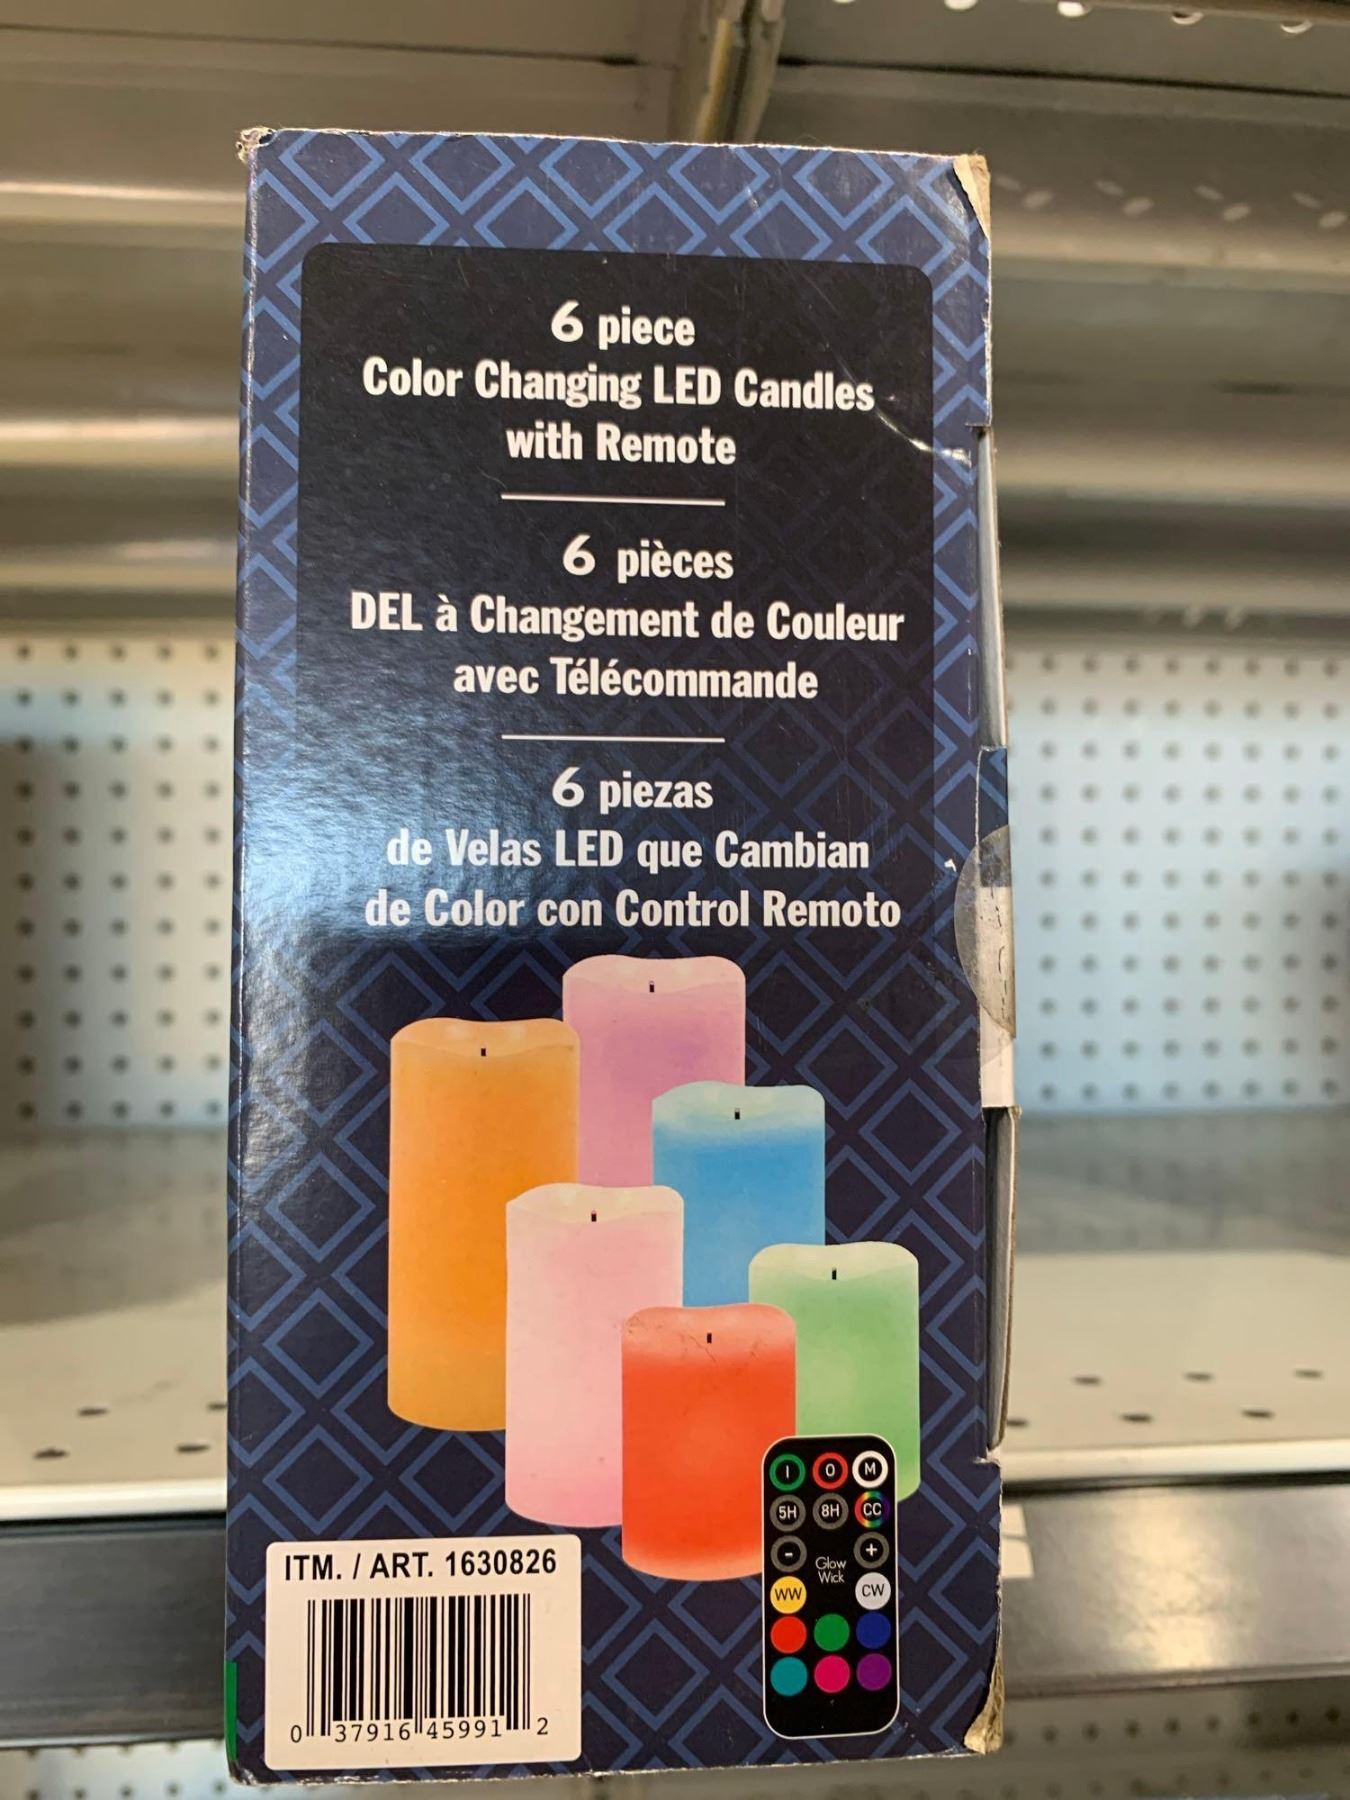 6 piece
Color Changing LED Candles
with Remote
6 pièces
DEL à Changement de Couleur
avec Télécommande
6 piezas
de Velas LED que Cambian
de Color con Control Remoto
I O M
5H 8H CC
- +
Glow
Wick
WW CW
ITM. / ART. 1630826
0 37916 45991 2